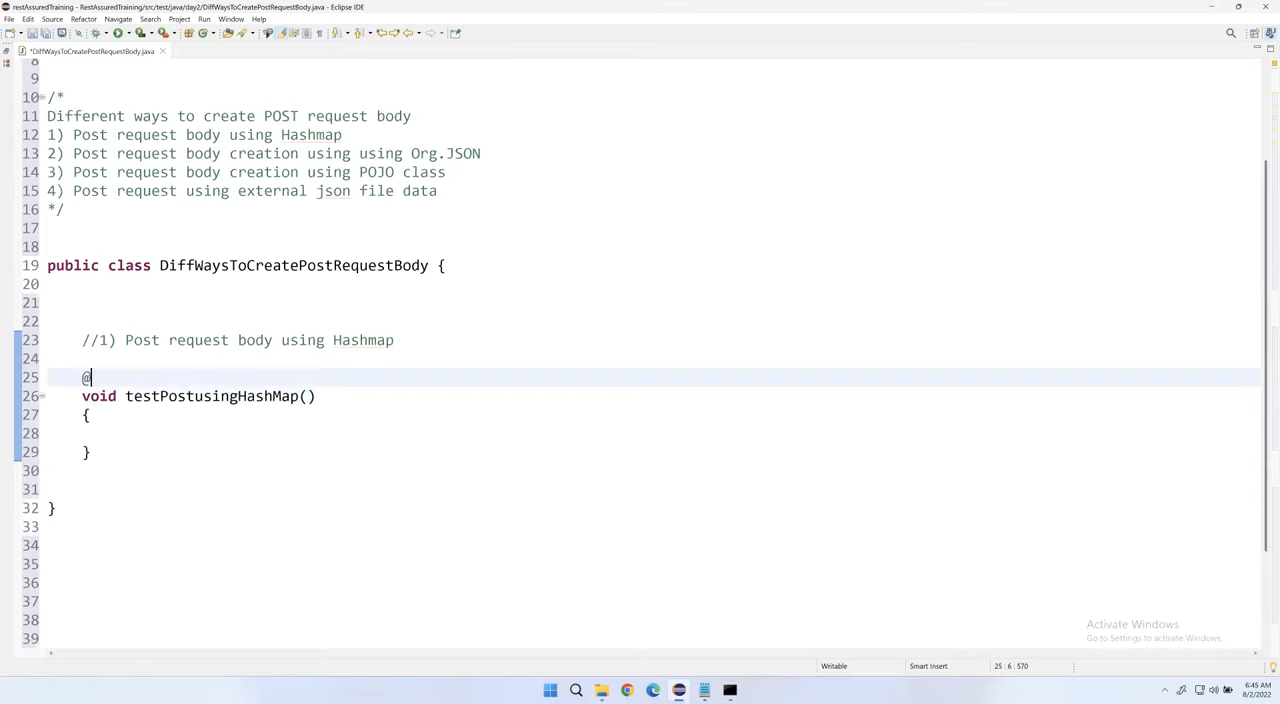 restAssuredTraining - RestAssuredTraining/src/test/java/day2/DiffWaysToCreatePostRequestBody.java - Eclipse IDE
File Edit Source Refactor Navigate Search Project Run Window Help
*DiffWaysToCreatePostRequestBody.java
8
9
10 /*
11 Different ways to create POST request body
12 1) Post request body using Hashmap
13 2) Post request body creation using using Org.JSON
14 3) Post request body creation using POJO class
15 4) Post request using external json file data
16 */
17
18
19 public class DiffWaysToCreatePostRequestBody {
20
21
22
23 //1) Post request body using Hashmap
24
25 @
26 void testPostusingHashMap()
27 {
28
29 }
30
31
32 }
33
34
35
36
37
38
39
Activate Windows
Go to Settings to activate Windows.
Writable Smart Insert 25 : 6 : 570
6:45 AM
8/2/2022